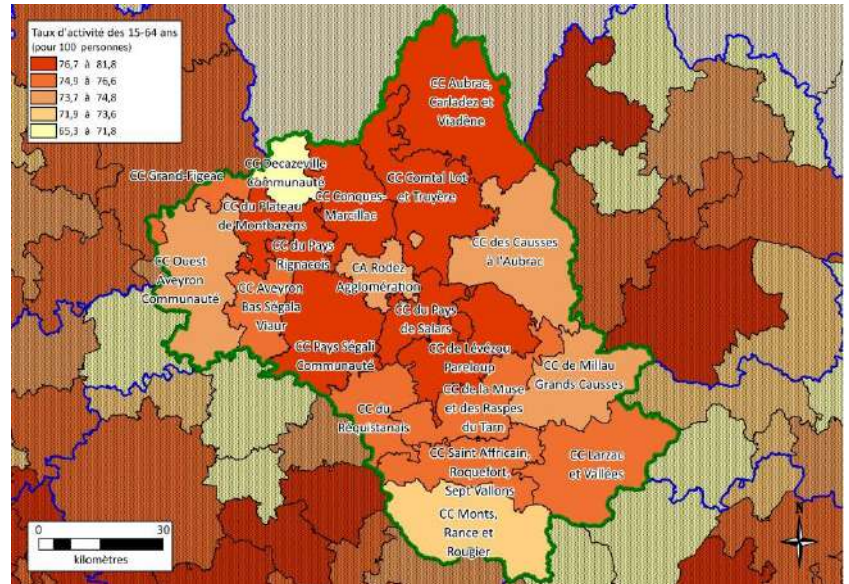 Taux d'activité des 15-64 ans
(pour 100 personnes)
76,7 à 81,8
74,9 à 76,6
73,7 à 74,8
71,9 à 73,6
65,3 à 71,8
CC Aubrac,
Carladez et
Viadène
CC Decazeville
Communauté
CC Grand-Figeac
CC Conques-
Marcillac
CC Comtal Lot
et Truyère
CC du Plateau
de Montbazens
CC des Causses
à l'Aubrac
CC du Pays
Rignacois
CC Ouest
Aveyron
Communauté
CA Rodez
Agglomération
CC Aveyron
Bas Ségala
Viaur
CC du Pays
de Salars
CC Pays Ségali
Communauté
CC de Lévézou
Pareloup
CC de Millau
Grands Causses
CC de la Muse
et des Raspes
du Tarn
CC du
Réquistanais
CC Saint Affricain,
Roquefort,
Sept Vallons
CC Larzac
et Vallées
CC Monts,
Rance et
Rougier
0 30
kilomètres
N